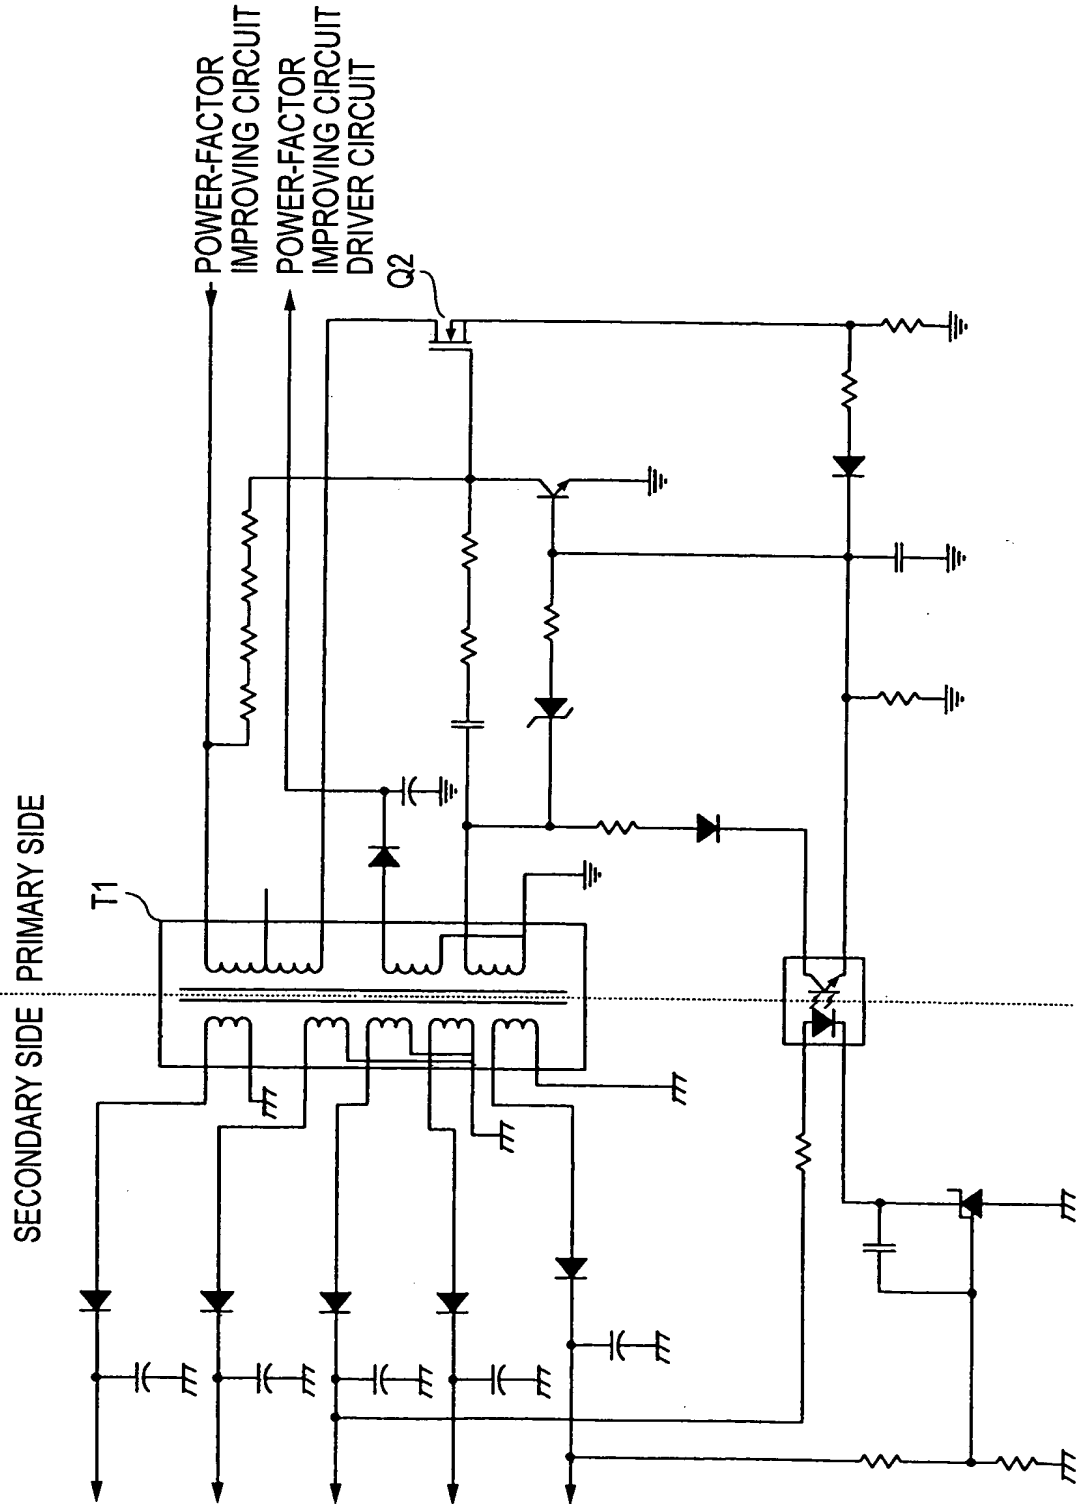 POWER-FACTOR
IMPROVING CIRCUIT
POWER-FACTOR
IMPROVING CIRCUIT
DRIVER CIRCUIT
Q2
T1
SECONDARY SIDE PRIMARY SIDE